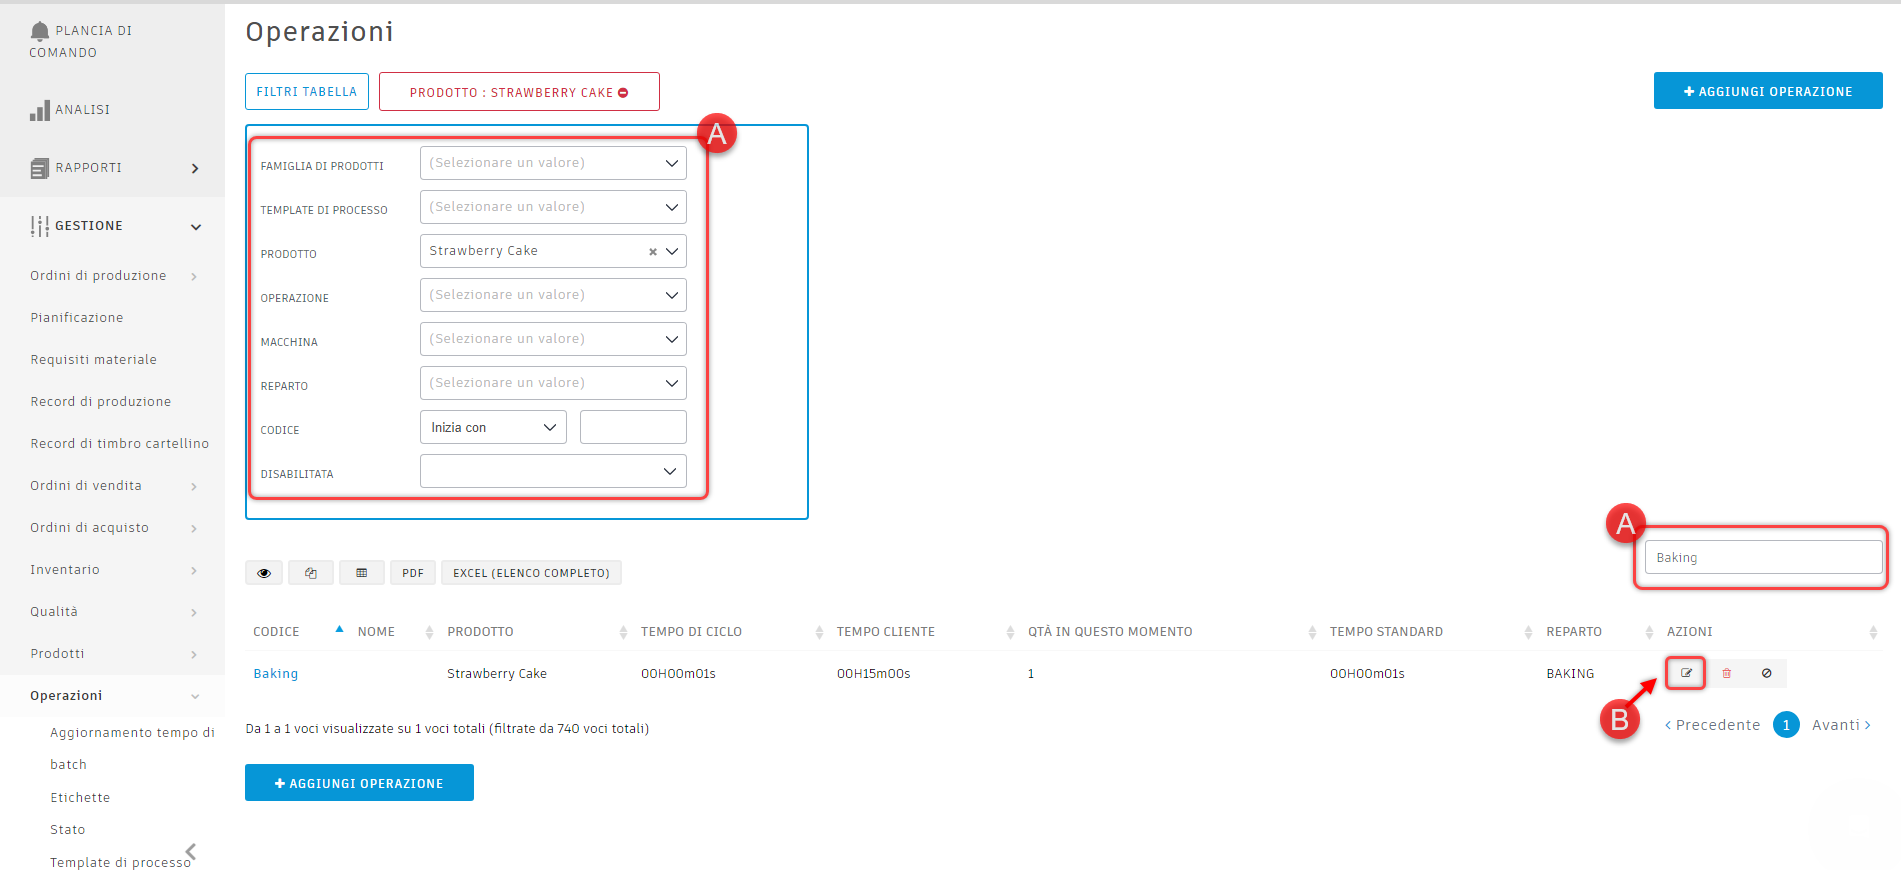 PLANCIA DI
COMANDO
ANALISI
RAPPORTI
GESTIONE
Ordini di produzione
Pianificazione
Requisiti materiale
Record di produzione
Record di timbro cartellino
Ordini di vendita
Ordini di acquisto
Inventario
Qualità
Prodotti
Operazioni
Aggiornamento tempo di
batch
Etichette
Stato
Template di processo
Operazioni
FILTRI TABELLA
PRODOTTO : STRAWBERRY CAKE
AGGIUNGI OPERAZIONE
A
FAMIGLIA DI PRODOTTI (Selezionare un valore)
TEMPLATE DI PROCESSO (Selezionare un valore)
PRODOTTO Strawberry Cake
OPERAZIONE (Selezionare un valore)
MACCHINA (Selezionare un valore)
REPARTO (Selezionare un valore)
CODICE Inizia con
DISABILITATA
A
Baking
PDF EXCEL (ELENCO COMPLETO)
CODICE NOME PRODOTTO TEMPO DI CICLO TEMPO CLIENTE QTÀ IN QUESTO MOMENTO TEMPO STANDARD REPARTO AZIONI
Baking Strawberry Cake 00H00m01s 00H15m00s 1 00H00m01s BAKING
B
Da 1 a 1 voci visualizzate su 1 voci totali (filtrate da 740 voci totali)
Precedente 1 Avanti
AGGIUNGI OPERAZIONE